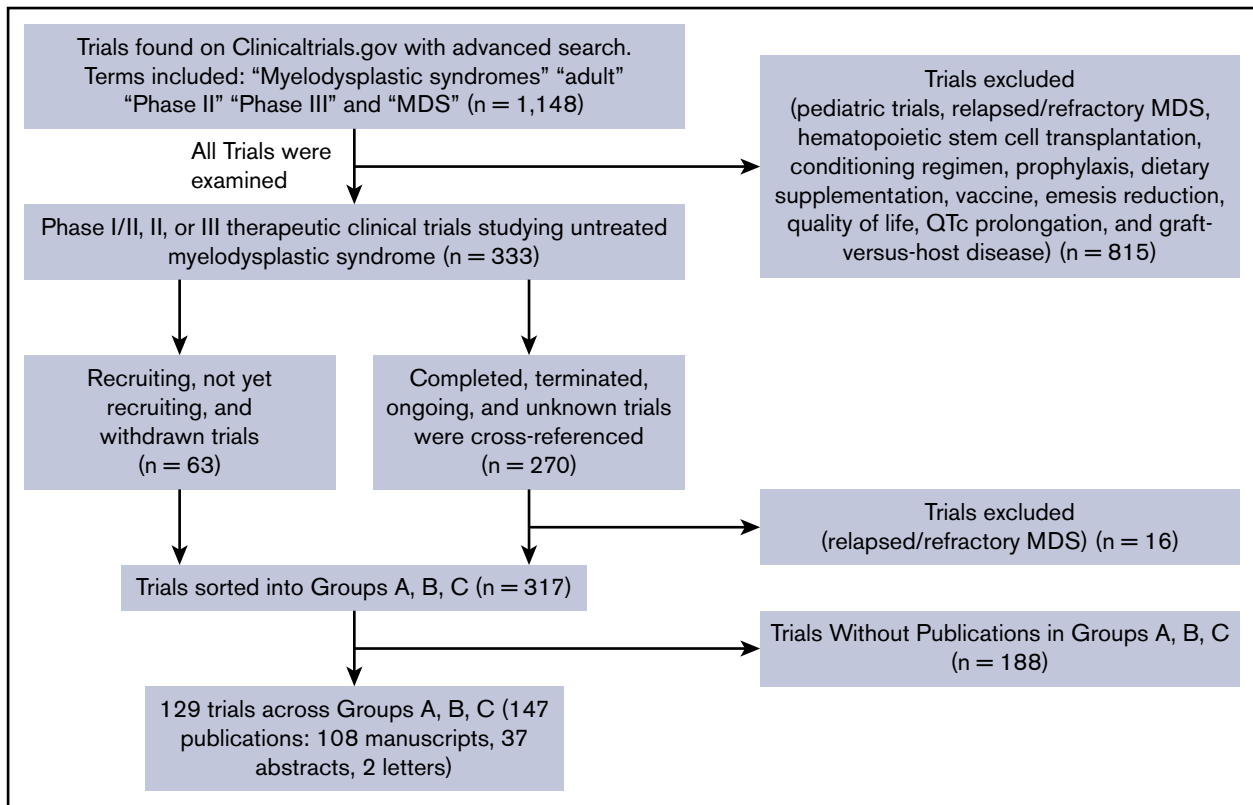 Trials found on Clinicaltrials.gov with advanced search.
Terms included: “Myelodysplastic syndromes” “adult”
“Phase II” “Phase III” and “MDS” (n = 1,148)
All Trials were
examined
Trials excluded
(pediatric trials, relapsed/refractory MDS,
hematopoietic stem cell transplantation,
conditioning regimen, prophylaxis, dietary
supplementation, vaccine, emesis reduction,
quality of life, QTc prolongation, and graft-
versus-host disease) (n = 815)
Phase I/II, II, or III therapeutic clinical trials studying untreated
myelodysplastic syndrome (n = 333)
Recruiting, not yet
recruiting, and
withdrawn trials
(n = 63)
Completed, terminated,
ongoing, and unknown trials
were cross-referenced
(n = 270)
Trials excluded
(relapsed/refractory MDS) (n = 16)
Trials sorted into Groups A, B, C (n = 317)
Trials Without Publications in Groups A, B, C
(n = 188)
129 trials across Groups A, B, C (147
publications: 108 manuscripts, 37
abstracts, 2 letters)